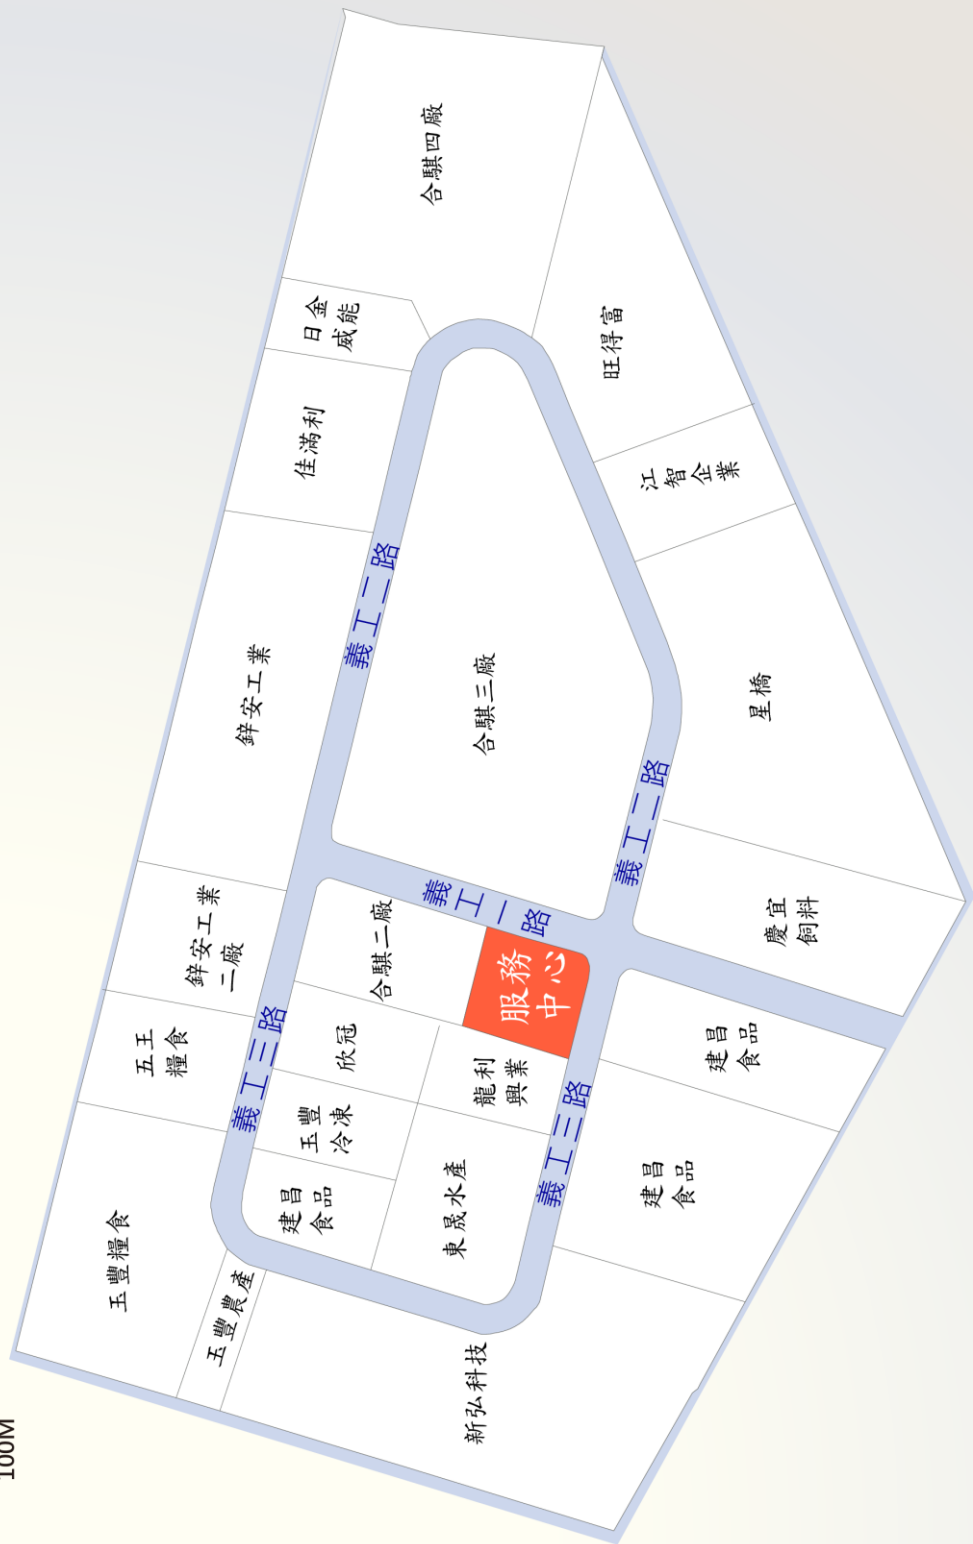 合騏四廠
日金
威能
旺得富
佳滿利
江智企業
義工二路
鋅安工業
合騏三廠
星橋
義工二路
義工一路
鋅安工業
二廠
合騏二廠
服務
中心
慶宜
飼料
五王
糧食
義工三路
欣冠
龍利
興業
建昌
食品
玉豐
冷凍
義工三路
建昌
食品
東晟水產
建昌
食品
玉豐糧食
玉豐農產
新弘科技
100M